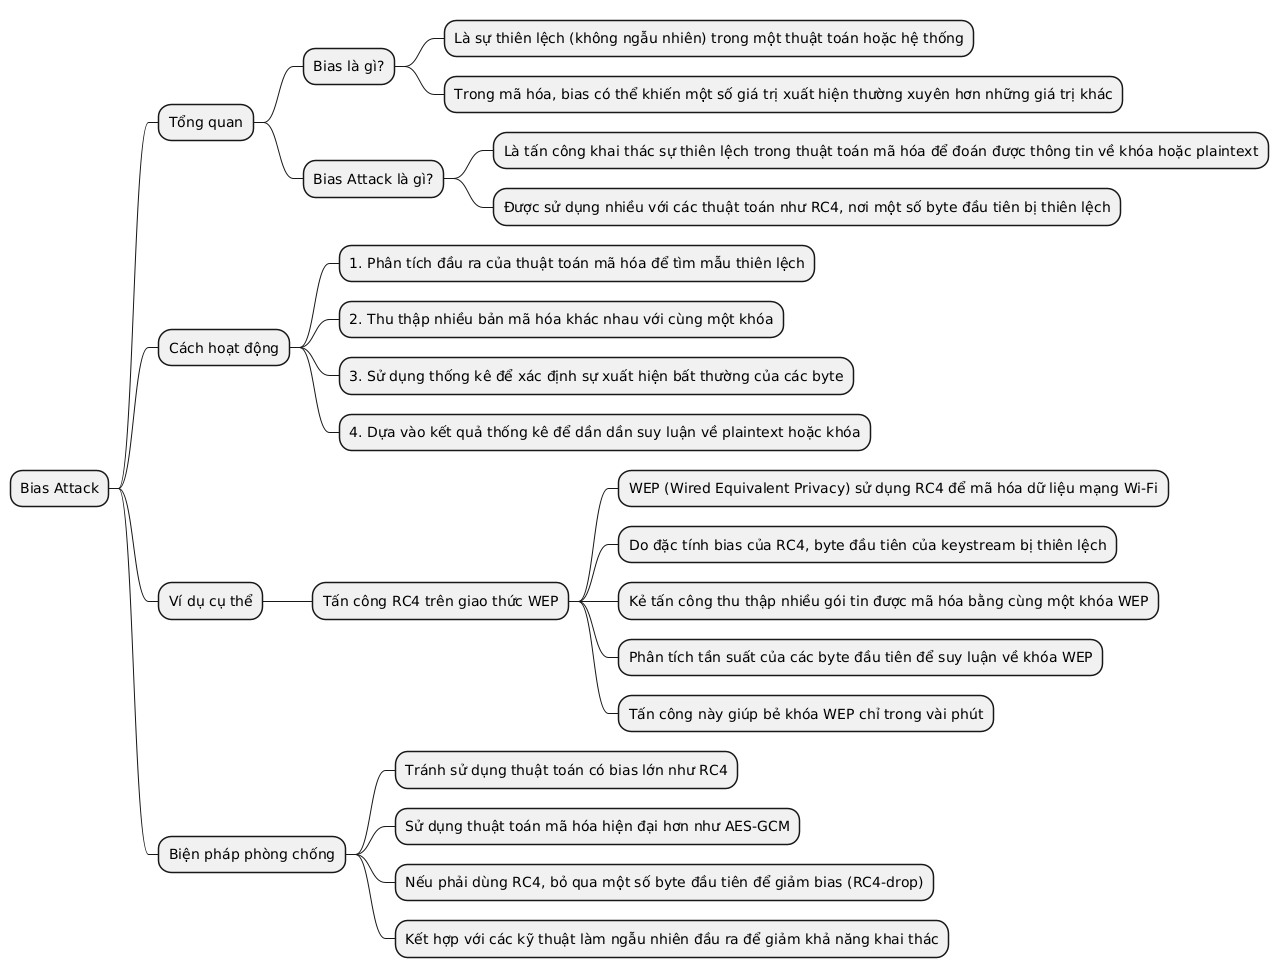 Bias Attack
Tổng quan
Bias là gì?
Là sự thiên lệch (không ngẫu nhiên) trong một thuật toán hoặc hệ thống
Trong mã hóa, bias có thể khiến một số giá trị xuất hiện thường xuyên hơn những giá trị khác
Bias Attack là gì?
Là tấn công khai thác sự thiên lệch trong thuật toán mã hóa để đoán được thông tin về khóa hoặc plaintext
Được sử dụng nhiều với các thuật toán như RC4, nơi một số byte đầu tiên bị thiên lệch
Cách hoạt động
1. Phân tích đầu ra của thuật toán mã hóa để tìm mẫu thiên lệch
2. Thu thập nhiều bản mã hóa khác nhau với cùng một khóa
3. Sử dụng thống kê để xác định sự xuất hiện bất thường của các byte
4. Dựa vào kết quả thống kê để dần dần suy luận về plaintext hoặc khóa
Ví dụ cụ thể
Tấn công RC4 trên giao thức WEP
WEP (Wired Equivalent Privacy) sử dụng RC4 để mã hóa dữ liệu mạng Wi-Fi
Do đặc tính bias của RC4, byte đầu tiên của keystream bị thiên lệch
Kẻ tấn công thu thập nhiều gói tin được mã hóa bằng cùng một khóa WEP
Phân tích tần suất của các byte đầu tiên để suy luận về khóa WEP
Tấn công này giúp bẻ khóa WEP chỉ trong vài phút
Biện pháp phòng chống
Tránh sử dụng thuật toán có bias lớn như RC4
Sử dụng thuật toán mã hóa hiện đại hơn như AES-GCM
Nếu phải dùng RC4, bỏ qua một số byte đầu tiên để giảm bias (RC4-drop)
Kết hợp với các kỹ thuật làm ngẫu nhiên đầu ra để giảm khả năng khai thác